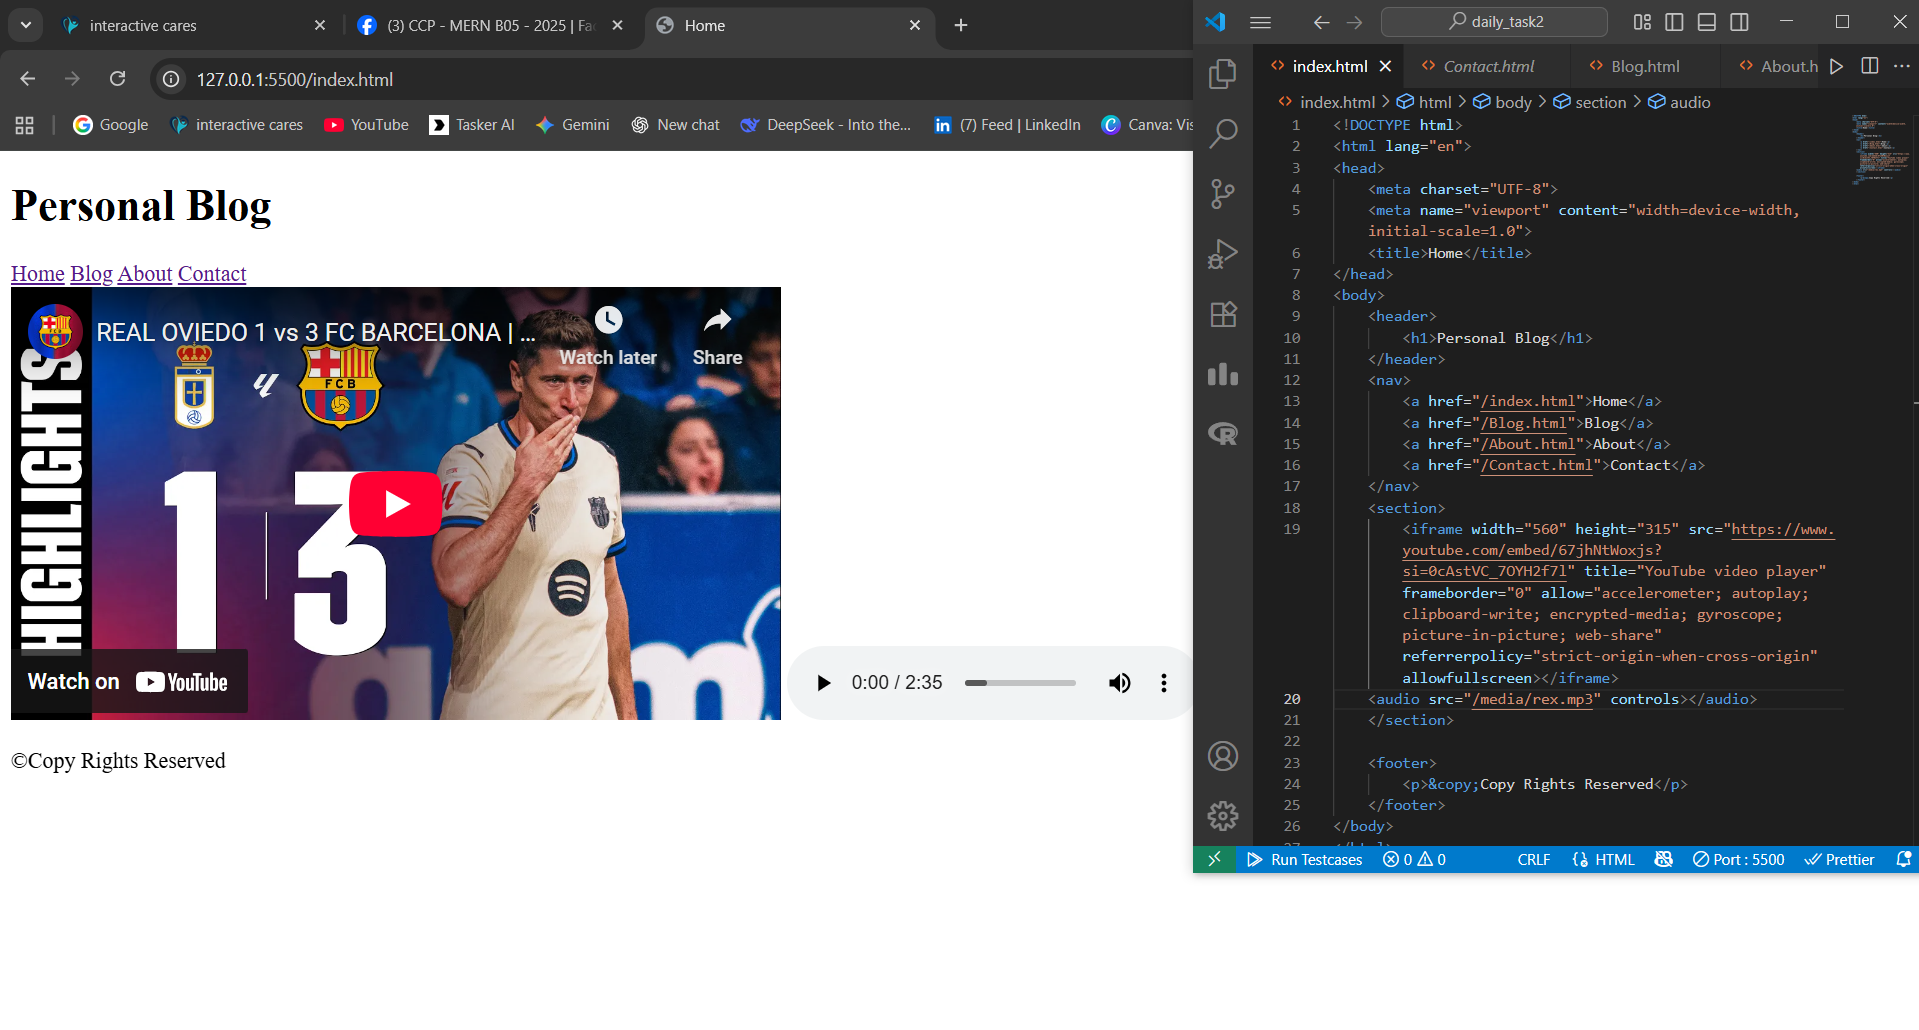 interactive cares
(3) CCP - MERN B05 - 2025 | Fac
Home
127.0.0.1:5500/index.html
Google
interactive cares
YouTube
Tasker AI
Gemini
New chat
DeepSeek - Into the...
(7) Feed | LinkedIn
Canva: Vis
Personal Blog
Home Blog About Contact
REAL OVIEDO 1 vs 3 FC BARCELONA | ...
Watch later
Share
HIGHLIGHTS
FCB
1 3
Watch on YouTube
0:00 / 2:35
©Copy Rights Reserved
daily_task2
index.html
Contact.html
Blog.html
About.h
index.html > html > body > section > audio
1 <!DOCTYPE html>
2 <html lang="en">
3 <head>
4 <meta charset="UTF-8">
5 <meta name="viewport" content="width=device-width,
initial-scale=1.0">
6 <title>Home</title>
7 </head>
8 <body>
9 <header>
10 <h1>Personal Blog</h1>
11 </header>
12 <nav>
13 <a href="/index.html">Home</a>
14 <a href="/Blog.html">Blog</a>
15 <a href="/About.html">About</a>
16 <a href="/Contact.html">Contact</a>
17 </nav>
18 <section>
19 <iframe width="560" height="315" src="https://www.
youtube.com/embed/67jhNtWoxjs?
si=0cAstVC_7OYH2f7l" title="YouTube video player"
frameborder="0" allow="accelerometer; autoplay;
clipboard-write; encrypted-media; gyroscope;
picture-in-picture; web-share"
referrerpolicy="strict-origin-when-cross-origin"
allowfullscreen></iframe>
20 <audio src="/media/rex.mp3" controls></audio>
21 </section>
22
23 <footer>
24 <p>&copy;Copy Rights Reserved</p>
25 </footer>
26 </body>
Run Testcases
0
0
CRLF
HTML
Port : 5500
Prettier